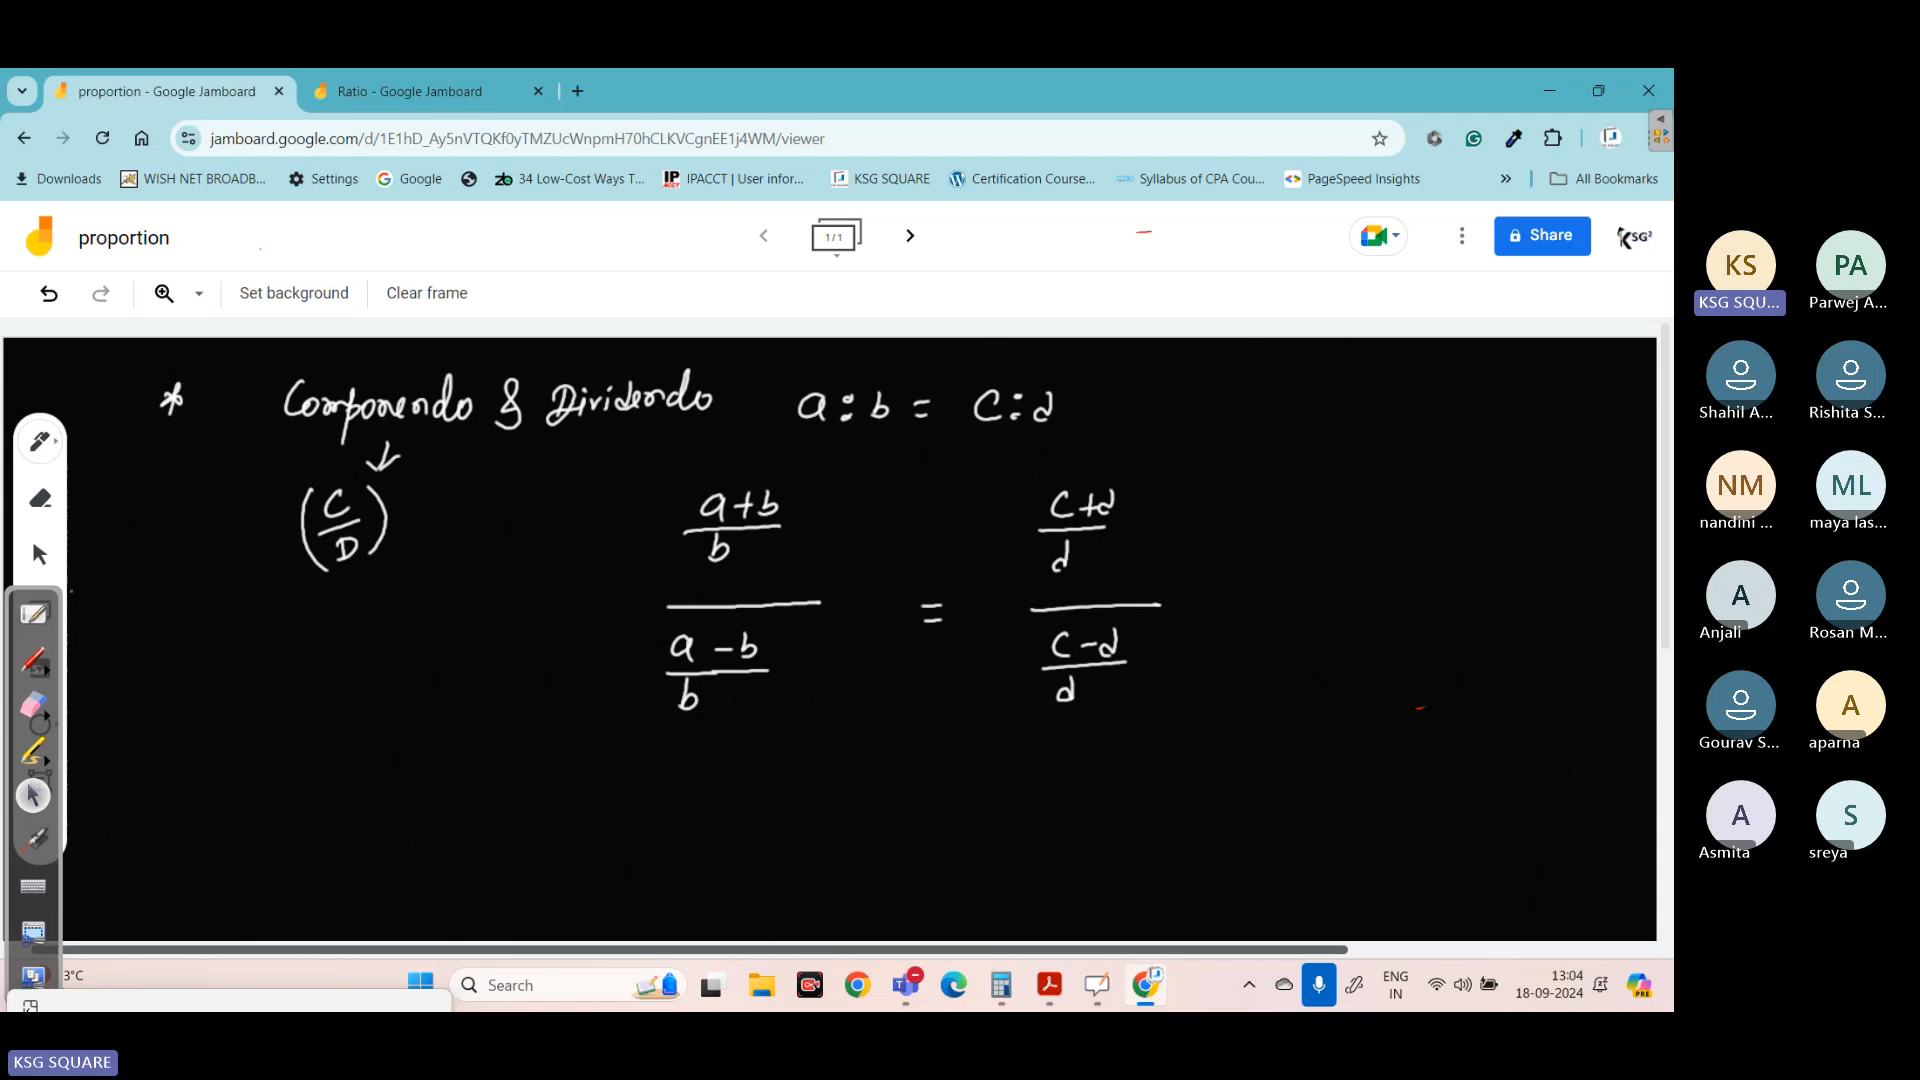 proportion - Google Jamboard
Ratio - Google Jamboard
jamboard.google.com/d/1E1hD_Ay5nVTQKf0yTMZUcWnpmH70hCLKVCgnEE1j4WM/viewer
Downloads WISH NET BROADB... Settings Google 34 Low-Cost Ways T... IPACCT | User infor... KSG SQUARE Certification Course... Syllabus of CPA Cou... PageSpeed Insights » All Bookmarks
proportion 1/1 Share KSG²
Set background Clear frame
* Componendo & Dividendo a : b = C : d
(C/D)
a+b C+d
b d
=
a - b C - d
b d
KS PA
KSG SQU... Parwej A...
Shahil A... Rishita S...
NM ML
nandini ... maya las...
A
Anjali Rosan M...
A
Gourav S... aparna
A S
Asmita sreya
3°C Search ENG IN 13:04
18-09-2024 PRE
KSG SQUARE